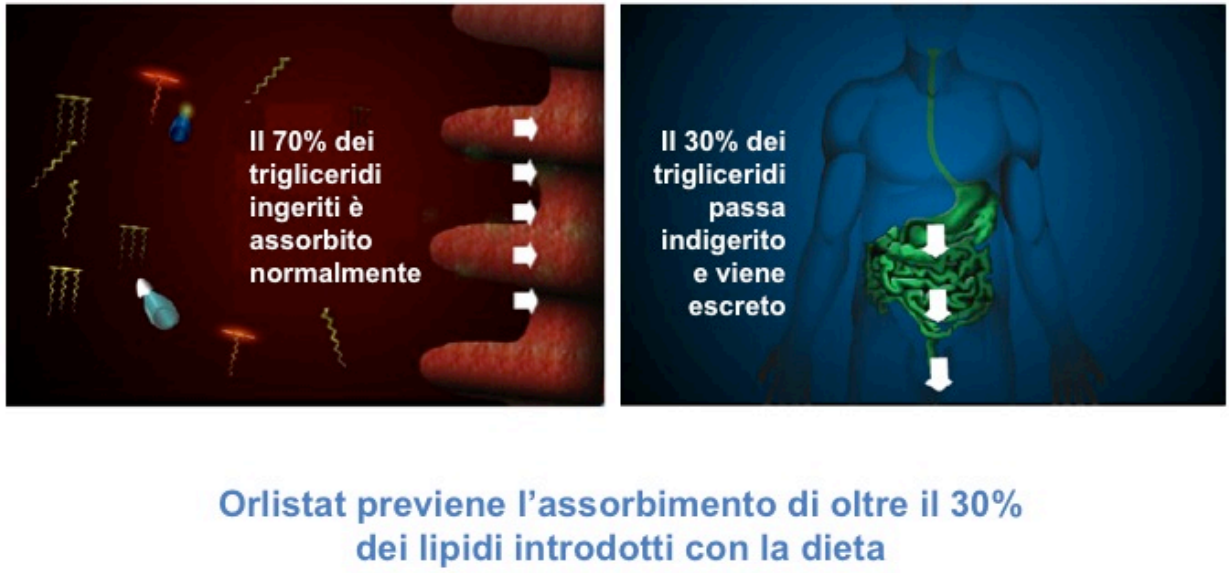 Il 70% dei
trigliceridi
ingeriti è
assorbito
normalmente
Il 30% dei
trigliceridi
passa
indigerito
e viene
escreto
Orlistat previene l’assorbimento di oltre il 30%
dei lipidi introdotti con la dieta